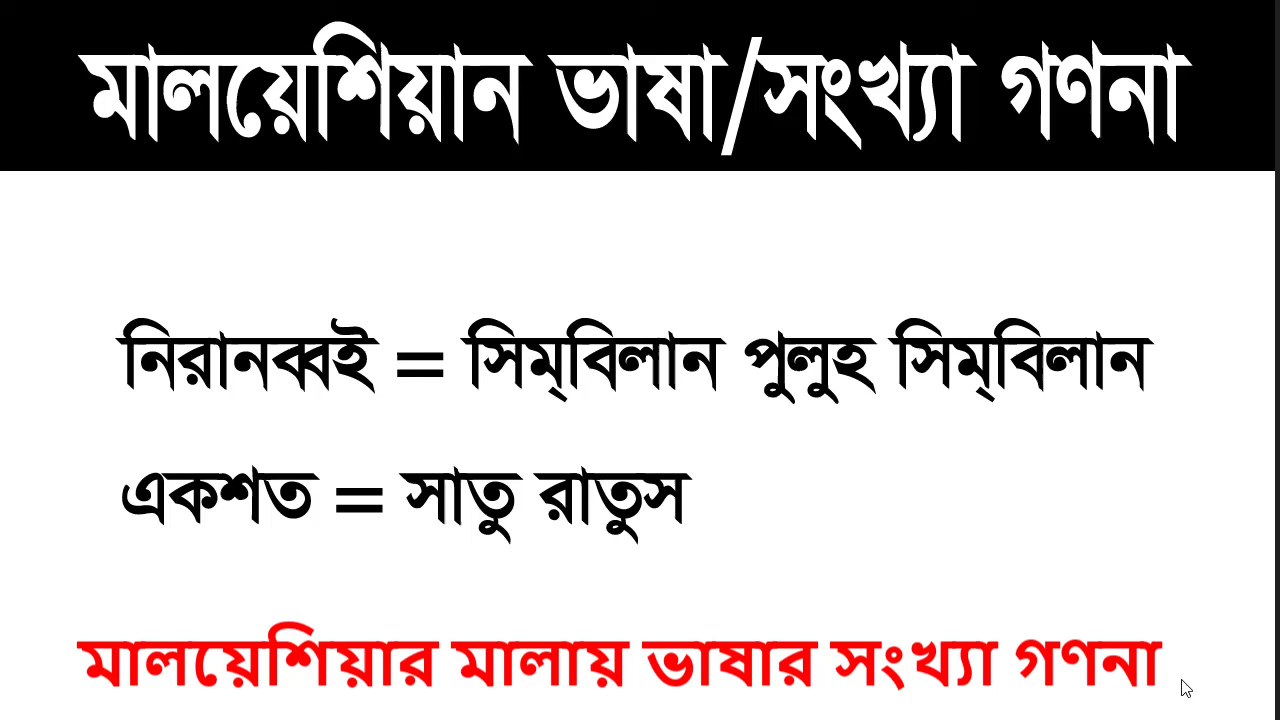 মালয়েশিয়ান ভাষা/সংখ্যা গণনা
নিরানব্বই = সিম্‌বিলান পুলুহ সিম্‌বিলান
একশত = সাতু রাতুস
মালয়েশিয়ার মালায় ভাষার সংখ্যা গণনা